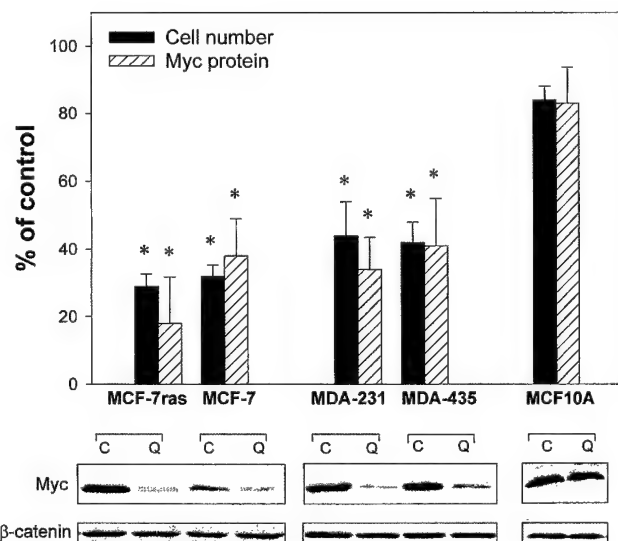 Cell number
Myc protein
% of control
100
80
60
40
20
0
* * * * * * * *
MCF-7ras MCF-7 MDA-231 MDA-435 MCF10A
C Q C Q C Q C Q C Q
Myc
β-catenin